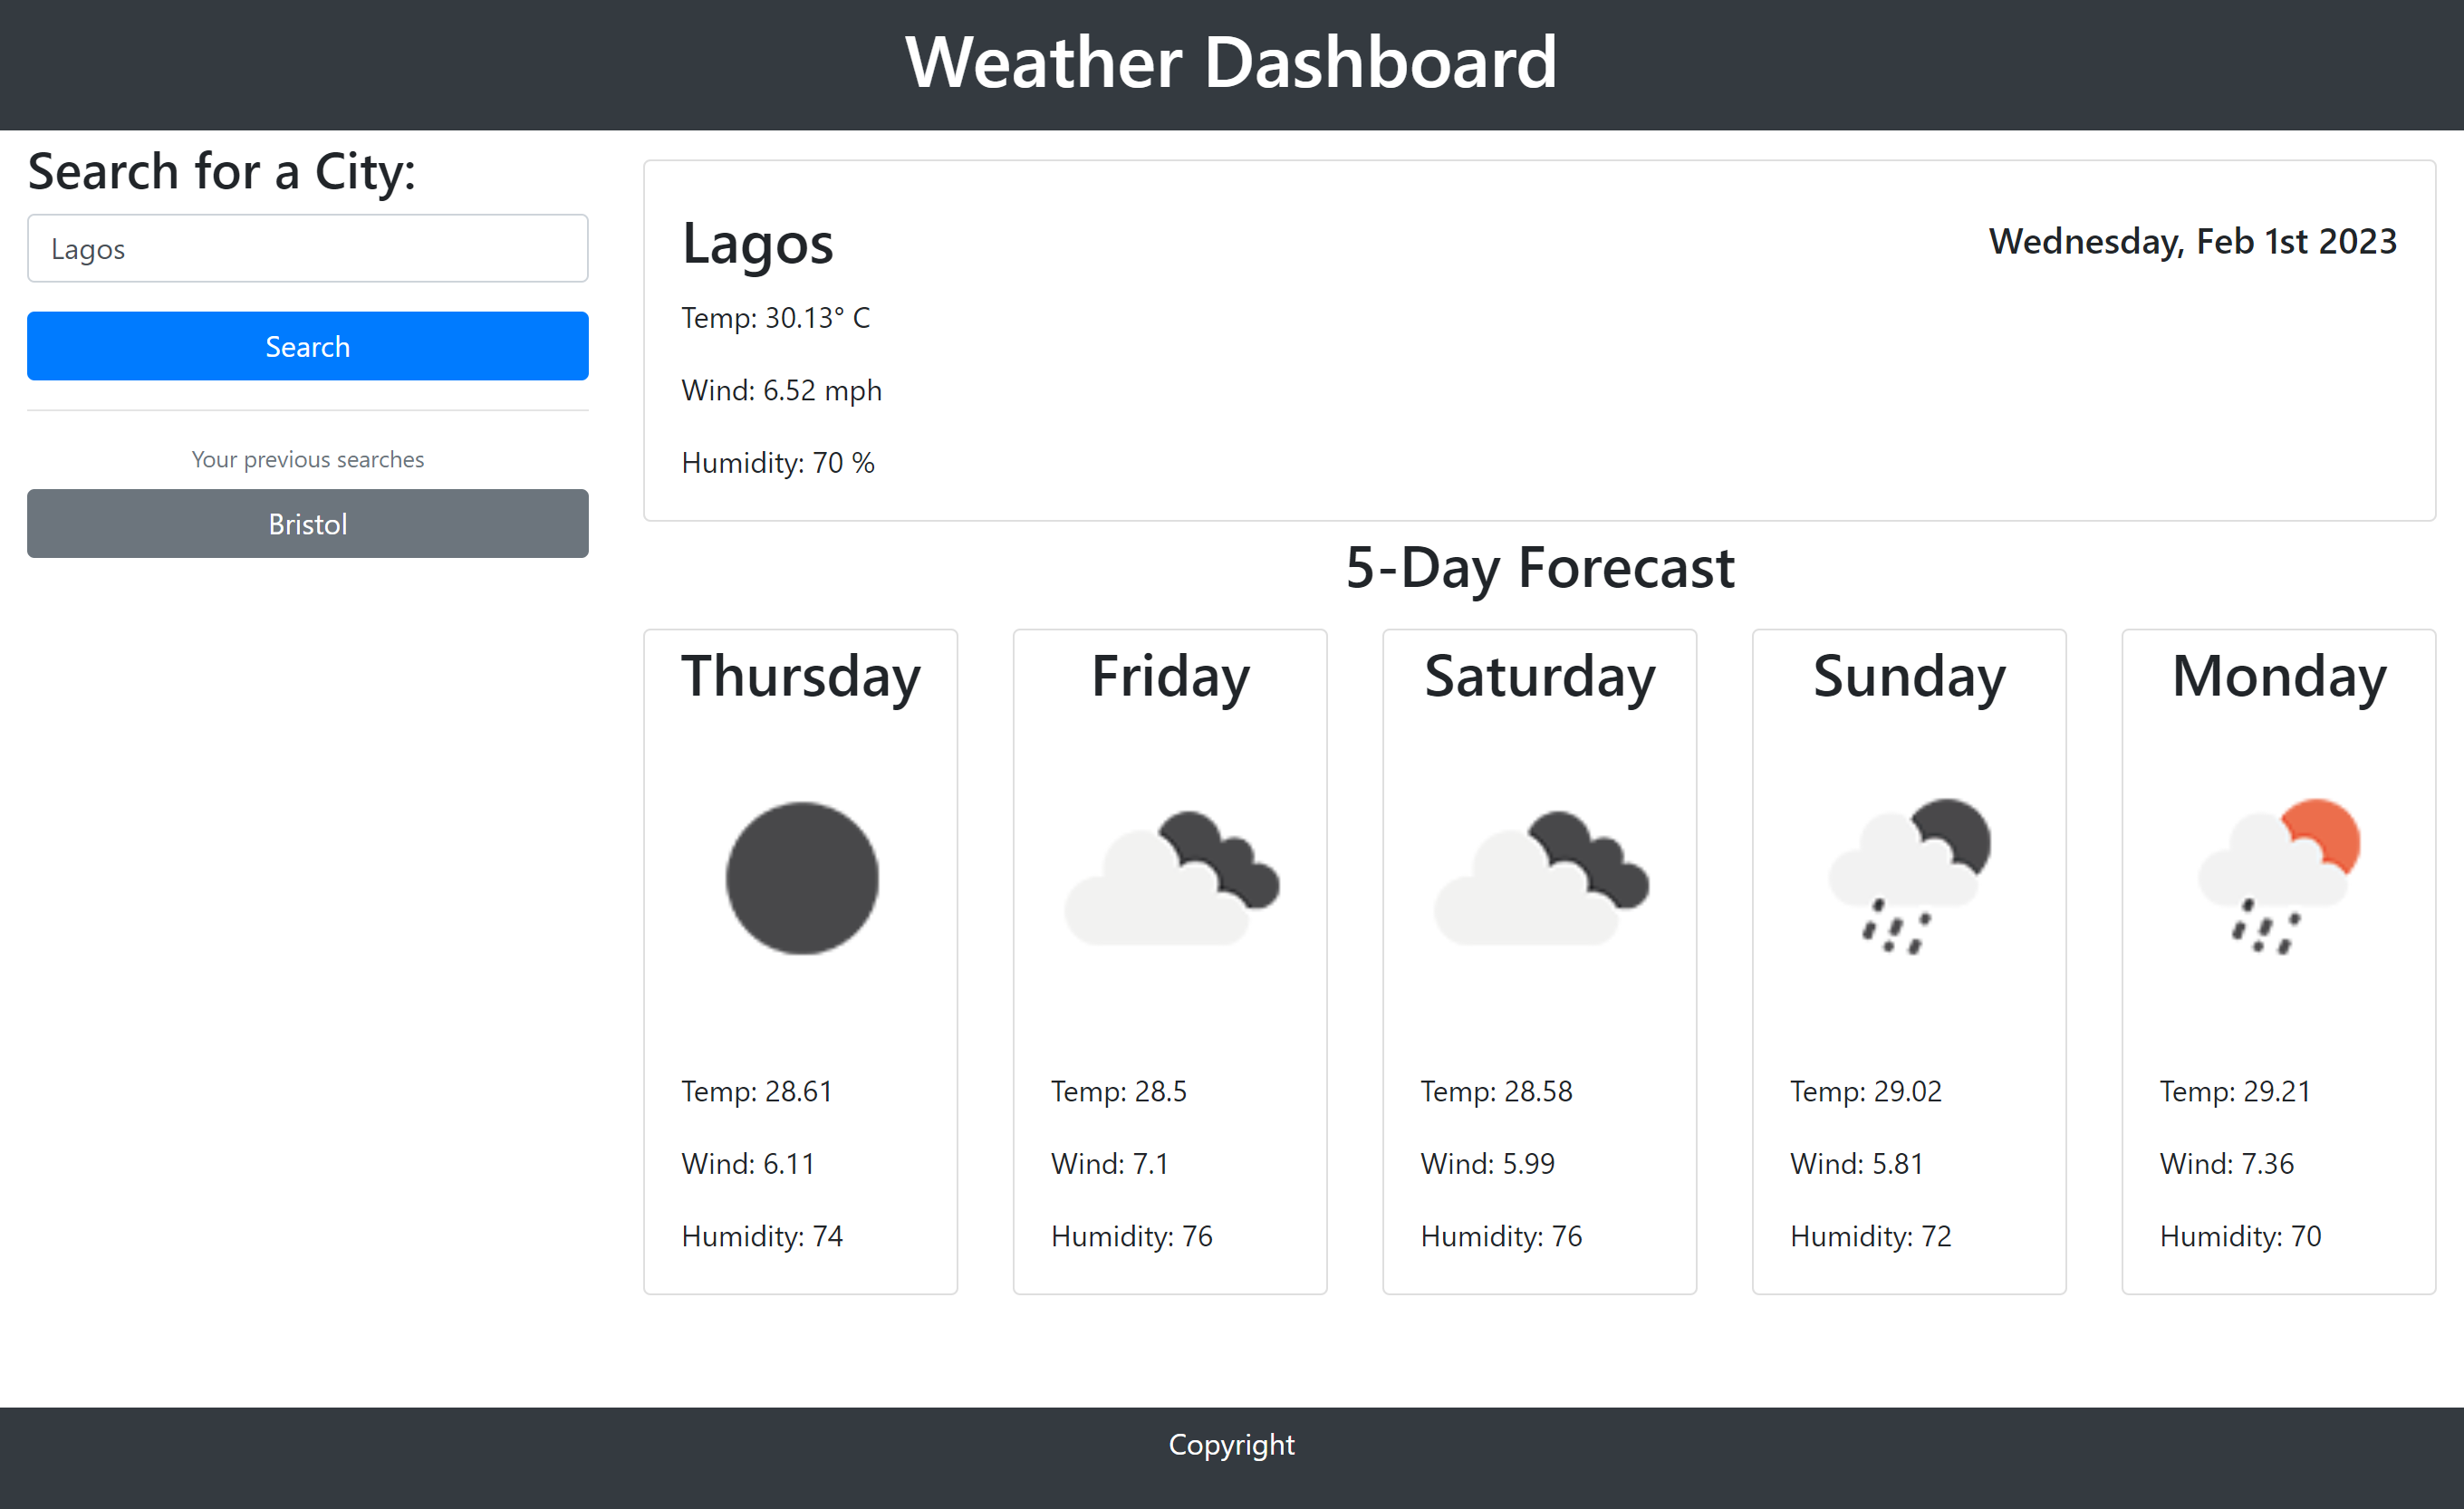 Weather Dashboard
Search for a City:
Lagos
Search
Your previous searches
Bristol
Lagos
Wednesday, Feb 1st 2023
Temp: 30.13° C
Wind: 6.52 mph
Humidity: 70 %
5-Day Forecast
Thursday
Temp: 28.61
Wind: 6.11
Humidity: 74
Friday
Temp: 28.5
Wind: 7.1
Humidity: 76
Saturday
Temp: 28.58
Wind: 5.99
Humidity: 76
Sunday
Temp: 29.02
Wind: 5.81
Humidity: 72
Monday
Temp: 29.21
Wind: 7.36
Humidity: 70
Copyright